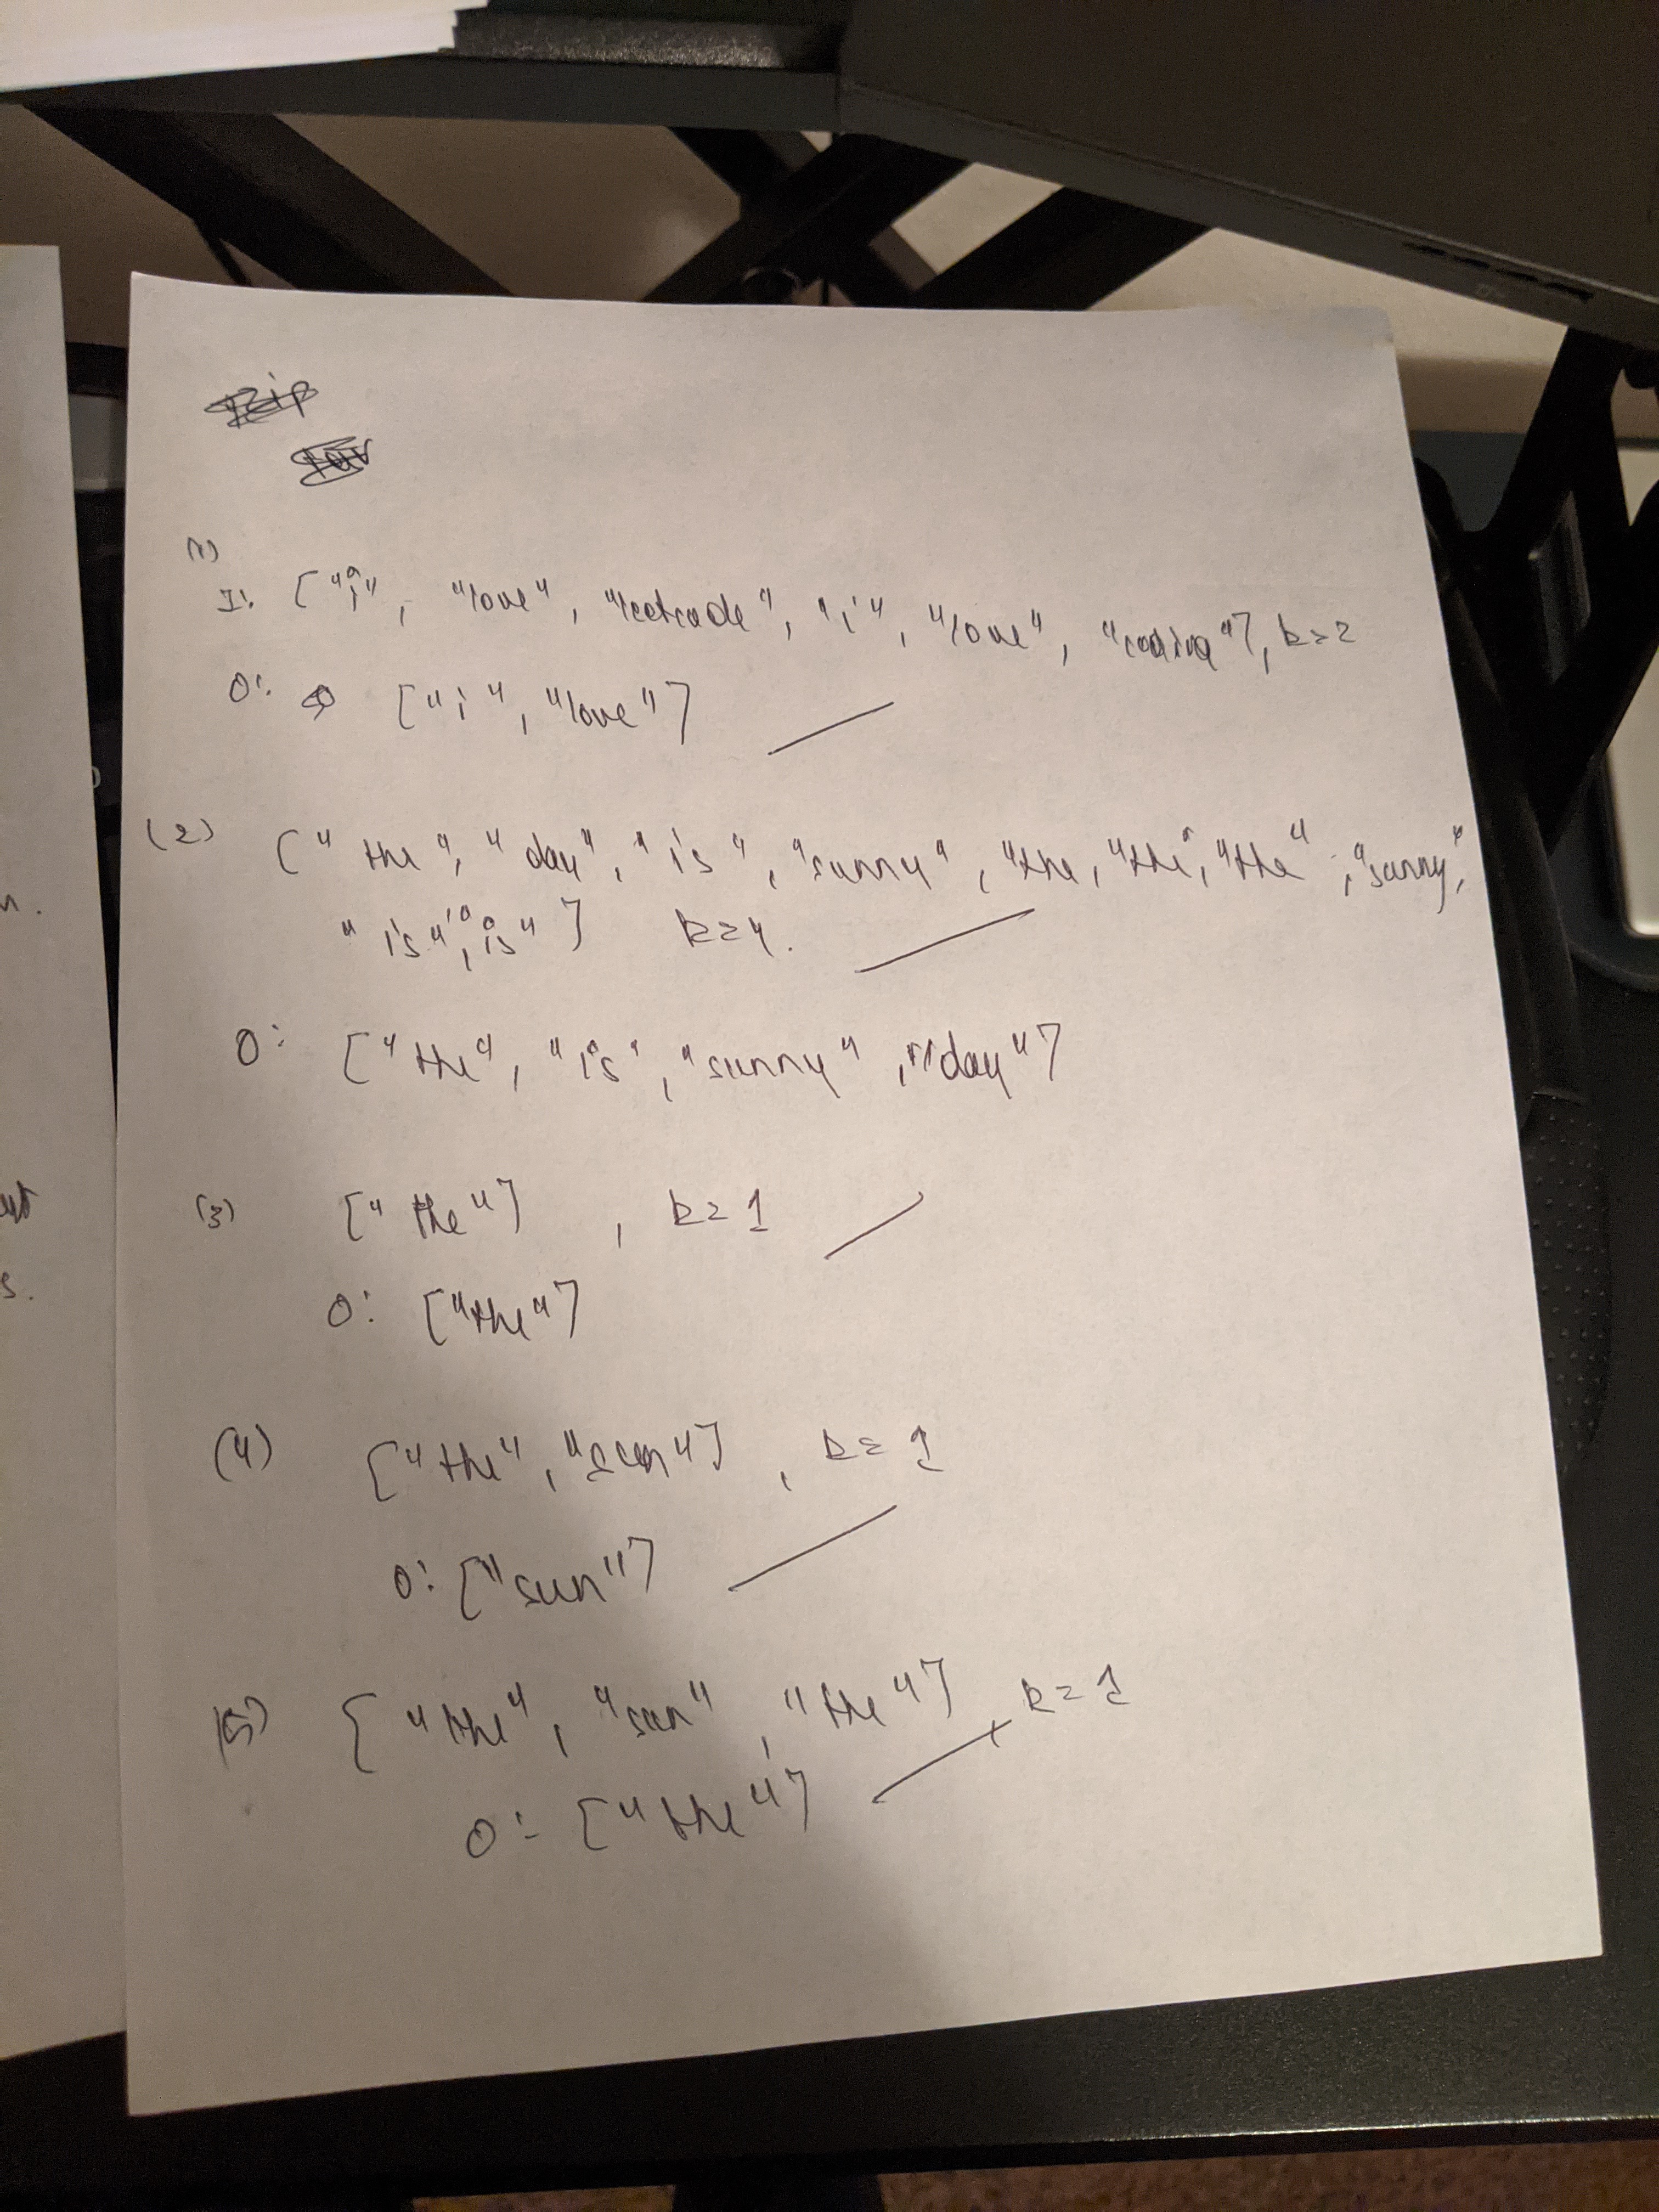 (1)
I: ["i", "love", "leetcode", "i", "love", "coding"], k=2
O: ["i", "love"]
(2) ["the", "day", "is", "sunny", "the, "the", "the", "sunny",
"is", "is"] k=4.
O: ["the", "is", "sunny", "day"]
(3) ["the"], k=1
O: ["the"]
(4) ["the", "sun"], k=1
O: ["sun"]
(5) ["the", "sun", "the"], k=1
O: ["the"]
n.
s.